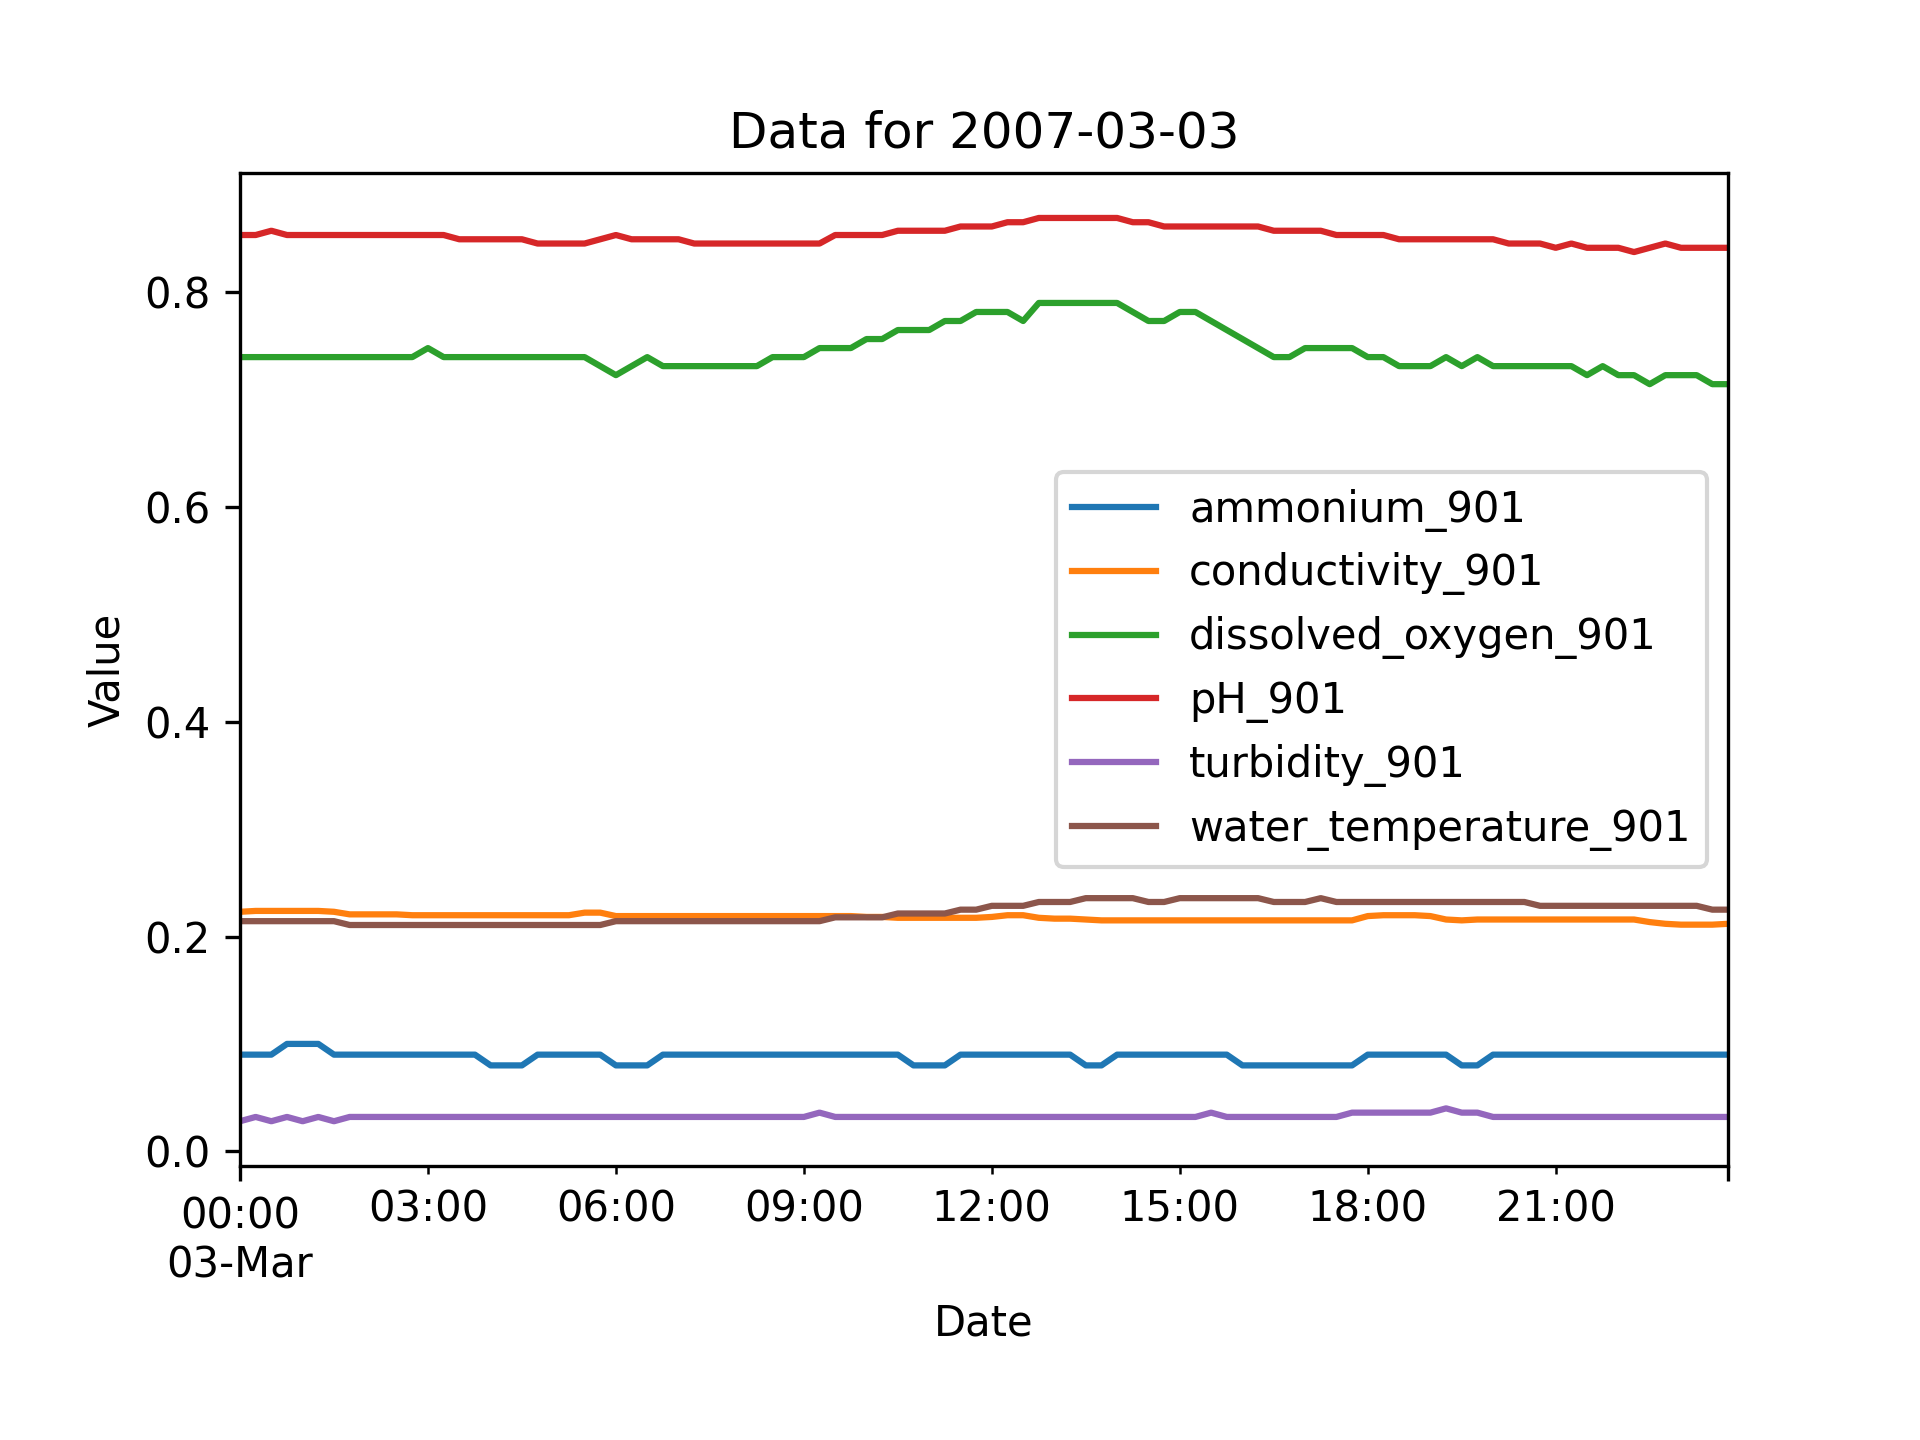 Data for 2007-03-03
Value
0.8
0.6
0.4
0.2
0.0
ammonium_901
conductivity_901
dissolved_oxygen_901
pH_901
turbidity_901
water_temperature_901
00:00 03:00 06:00 09:00 12:00 15:00 18:00 21:00
03-Mar
Date